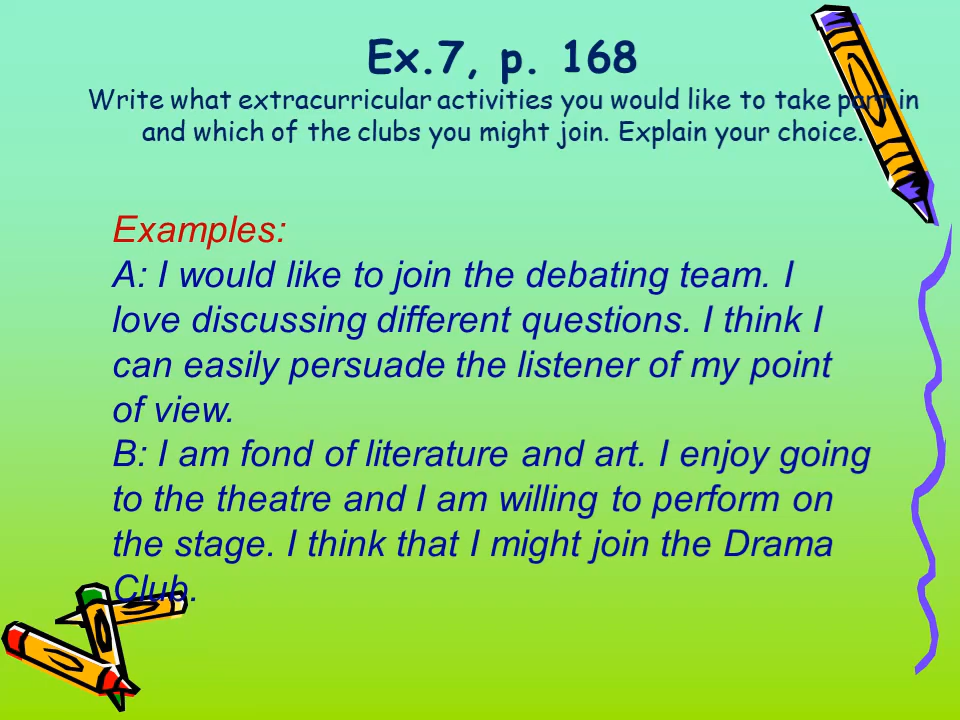 Ex.7, p. 168
Write what extracurricular activities you would like to take part in
and which of the clubs you might join. Explain your choice.
Examples:
A: I would like to join the debating team. I
love discussing different questions. I think I
can easily persuade the listener of my point
of view.
B: I am fond of literature and art. I enjoy going
to the theatre and I am willing to perform on
the stage. I think that I might join the Drama
Club.